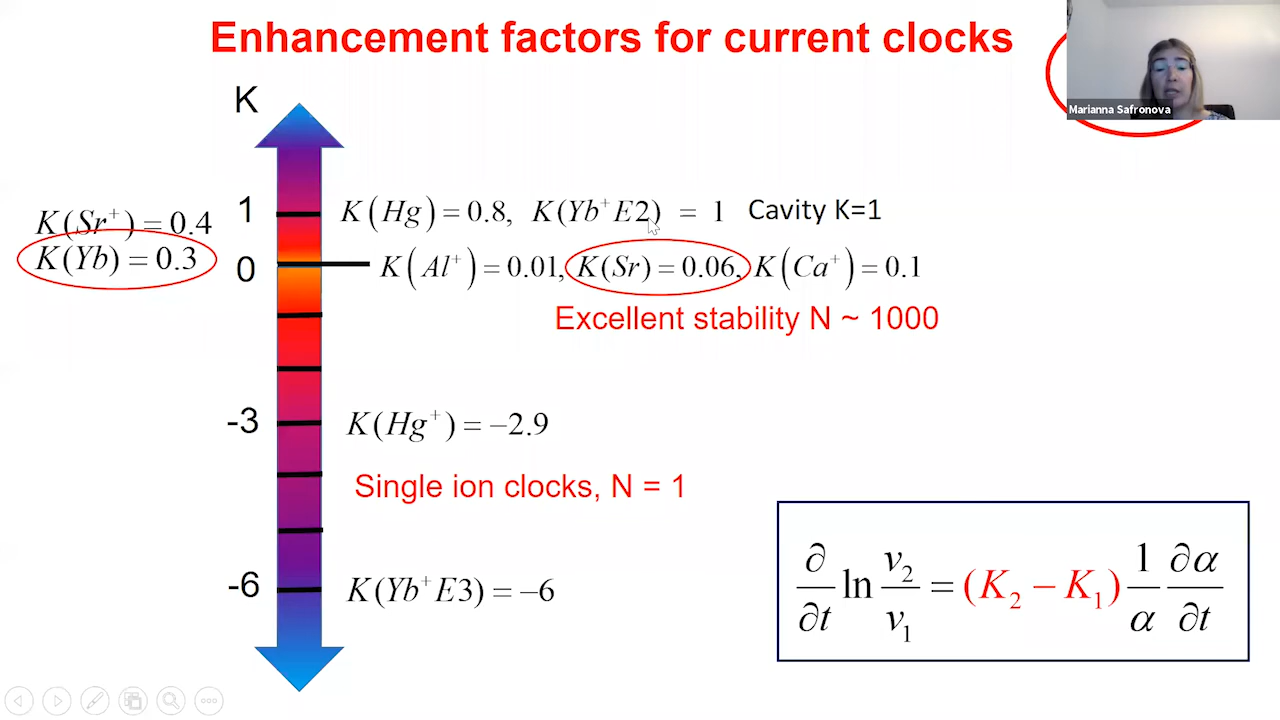 Enhancement factors for current clocks
Marianna Safronova
K
K(Sr⁺) = 0.4
K(Yb) = 0.3
1
K(Hg) = 0.8, K(Yb⁺E2) = 1 Cavity K=1
0
K(Al⁺) = 0.01, K(Sr) = 0.06, K(Ca⁺) = 0.1
Excellent stability N ~ 1000
-3
K(Hg⁺) = −2.9
Single ion clocks, N = 1
-6
K(Yb⁺E3) = −6
∂/∂t ln ν₂/ν₁ = (K₂ − K₁) 1/α ∂α/∂t